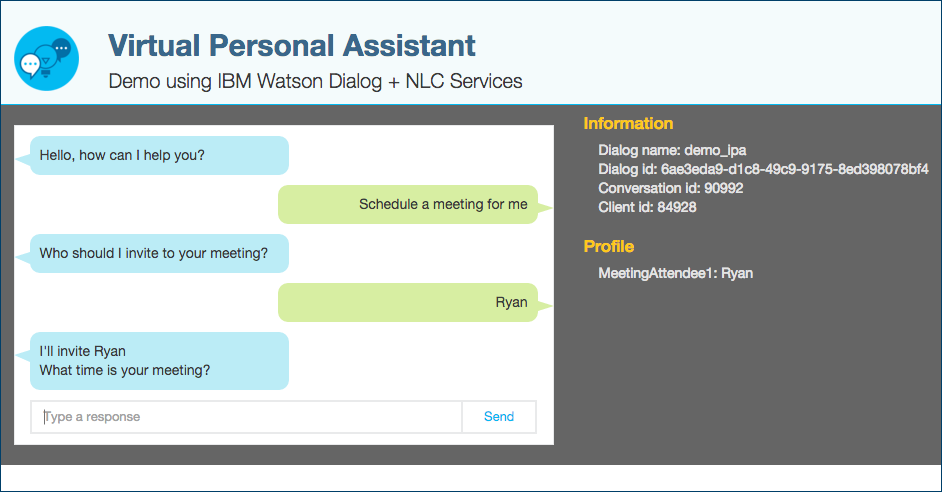 Virtual Personal Assistant
Demo using IBM Watson Dialog + NLC Services
Hello, how can I help you?
Schedule a meeting for me
Who should I invite to your meeting?
Ryan
I'll invite Ryan
What time is your meeting?
Type a response
Send
Information
Dialog name: demo_ipa
Dialog id: 6ae3eda9-d1c8-49c9-9175-8ed398078bf4
Conversation id: 90992
Client id: 84928
Profile
MeetingAttendee1: Ryan